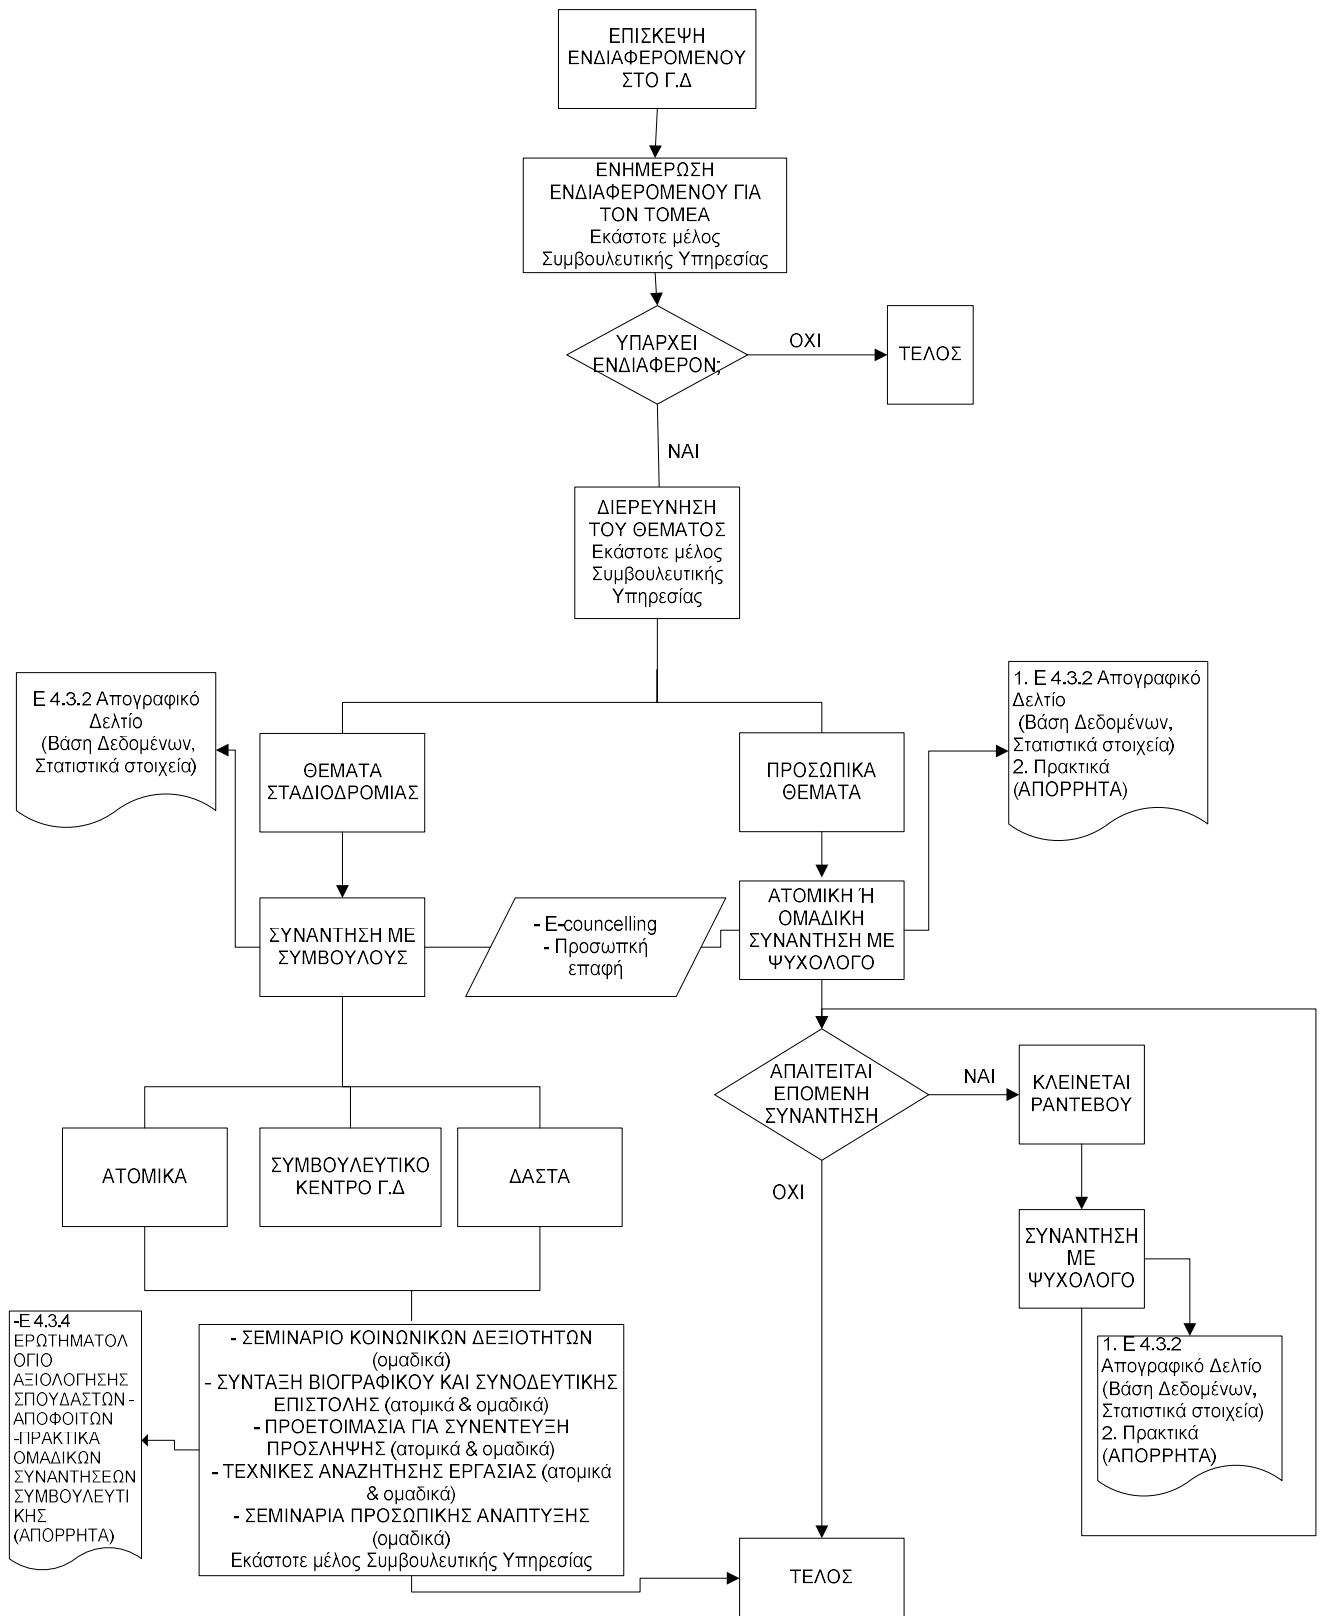 ΕΠΙΣΚΕΨΗ
ΕΝΔΙΑΦΕΡΟΜΕΝΟΥ
ΣΤΟ Γ.Δ
ΕΝΗΜΕΡΩΣΗ
ΕΝΔΙΑΦΕΡΟΜΕΝΟΥ ΓΙΑ
ΤΟΝ ΤΟΜΕΑ
Εκάστοτε μέλος
Συμβουλευτικής Υπηρεσίας
ΥΠΑΡΧΕΙ
ΕΝΔΙΑΦΕΡΟΝ;
ΟΧΙ
ΤΕΛΟΣ
ΝΑΙ
ΔΙΕΡΕΥΝΗΣΗ
ΤΟΥ ΘΕΜΑΤΟΣ
Εκάστοτε μέλος
Συμβουλευτικής
Υπηρεσίας
Ε 4.3.2 Απογραφικό
Δελτίο
(Βάση Δεδομένων,
Στατιστικά στοιχεία)
ΘΕΜΑΤΑ
ΣΤΑΔΙΟΔΡΟΜΙΑΣ
ΠΡΟΣΩΠΙΚΑ
ΘΕΜΑΤΑ
1. Ε 4.3.2 Απογραφικό
Δελτίο
(Βάση Δεδομένων,
Στατιστικά στοιχεία)
2. Πρακτικά
(ΑΠΟΡΡΗΤΑ)
ΣΥΝΑΝΤΗΣΗ ΜΕ
ΣΥΜΒΟΥΛΟΥΣ
- E-councelling
- Προσωπκή
επαφή
ΑΤΟΜΙΚΗ Ή
ΟΜΑΔΙΚΗ
ΣΥΝΑΝΤΗΣΗ ΜΕ
ΨΥΧΟΛΟΓΟ
ΑΠΑΙΤΕΙΤΑΙ
ΕΠΟΜΕΝΗ
ΣΥΝΑΝΤΗΣΗ
ΝΑΙ
ΚΛΕΙΝΕΤΑΙ
ΡΑΝΤΕΒΟΥ
ΑΤΟΜΙΚΑ
ΣΥΜΒΟΥΛΕΥΤΙΚΟ
ΚΕΝΤΡΟ Γ.Δ
ΔΑΣΤΑ
ΟΧΙ
ΣΥΝΑΝΤΗΣΗ
ΜΕ
ΨΥΧΟΛΟΓΟ
-Ε 4.3.4
ΕΡΩΤΗΜΑΤΟΛ
ΟΓΙΟ
ΑΞΙΟΛΟΓΗΣΗΣ
ΣΠΟΥΔΑΣΤΩΝ -
ΑΠΟΦΟΙΤΩΝ
-ΠΡΑΚΤΙΚΑ
ΟΜΑΔΙΚΩΝ
ΣΥΝΑΝΤΗΣΕΩΝ
ΣΥΜΒΟΥΛΕΥΤΙ
ΚΗΣ
(ΑΠΟΡΡΗΤΑ)
- ΣΕΜΙΝΑΡΙΟ ΚΟΙΝΩΝΙΚΩΝ ΔΕΞΙΟΤΗΤΩΝ
(ομαδικά)
- ΣΥΝΤΑΞΗ ΒΙΟΓΡΑΦΙΚΟΥ ΚΑΙ ΣΥΝΟΔΕΥΤΙΚΗΣ
ΕΠΙΣΤΟΛΗΣ (ατομικά & ομαδικά)
- ΠΡΟΕΤΟΙΜΑΣΙΑ ΓΙΑ ΣΥΝΕΝΤΕΥΞΗ
ΠΡΟΣΛΗΨΗΣ (ατομικά & ομαδικά)
- ΤΕΧΝΙΚΕΣ ΑΝΑΖΗΤΗΣΗΣ ΕΡΓΑΣΙΑΣ (ατομικά
& ομαδικά)
- ΣΕΜΙΝΑΡΙΑ ΠΡΟΣΩΠΙΚΗΣ ΑΝΑΠΤΥΞΗΣ
(ομαδικά)
Εκάστοτε μέλος Συμβουλευτικής Υπηρεσίας
1. Ε 4.3.2
Απογραφικό Δελτίο
(Βάση Δεδομένων,
Στατιστικά στοιχεία)
2. Πρακτικά
(ΑΠΟΡΡΗΤΑ)
ΤΕΛΟΣ